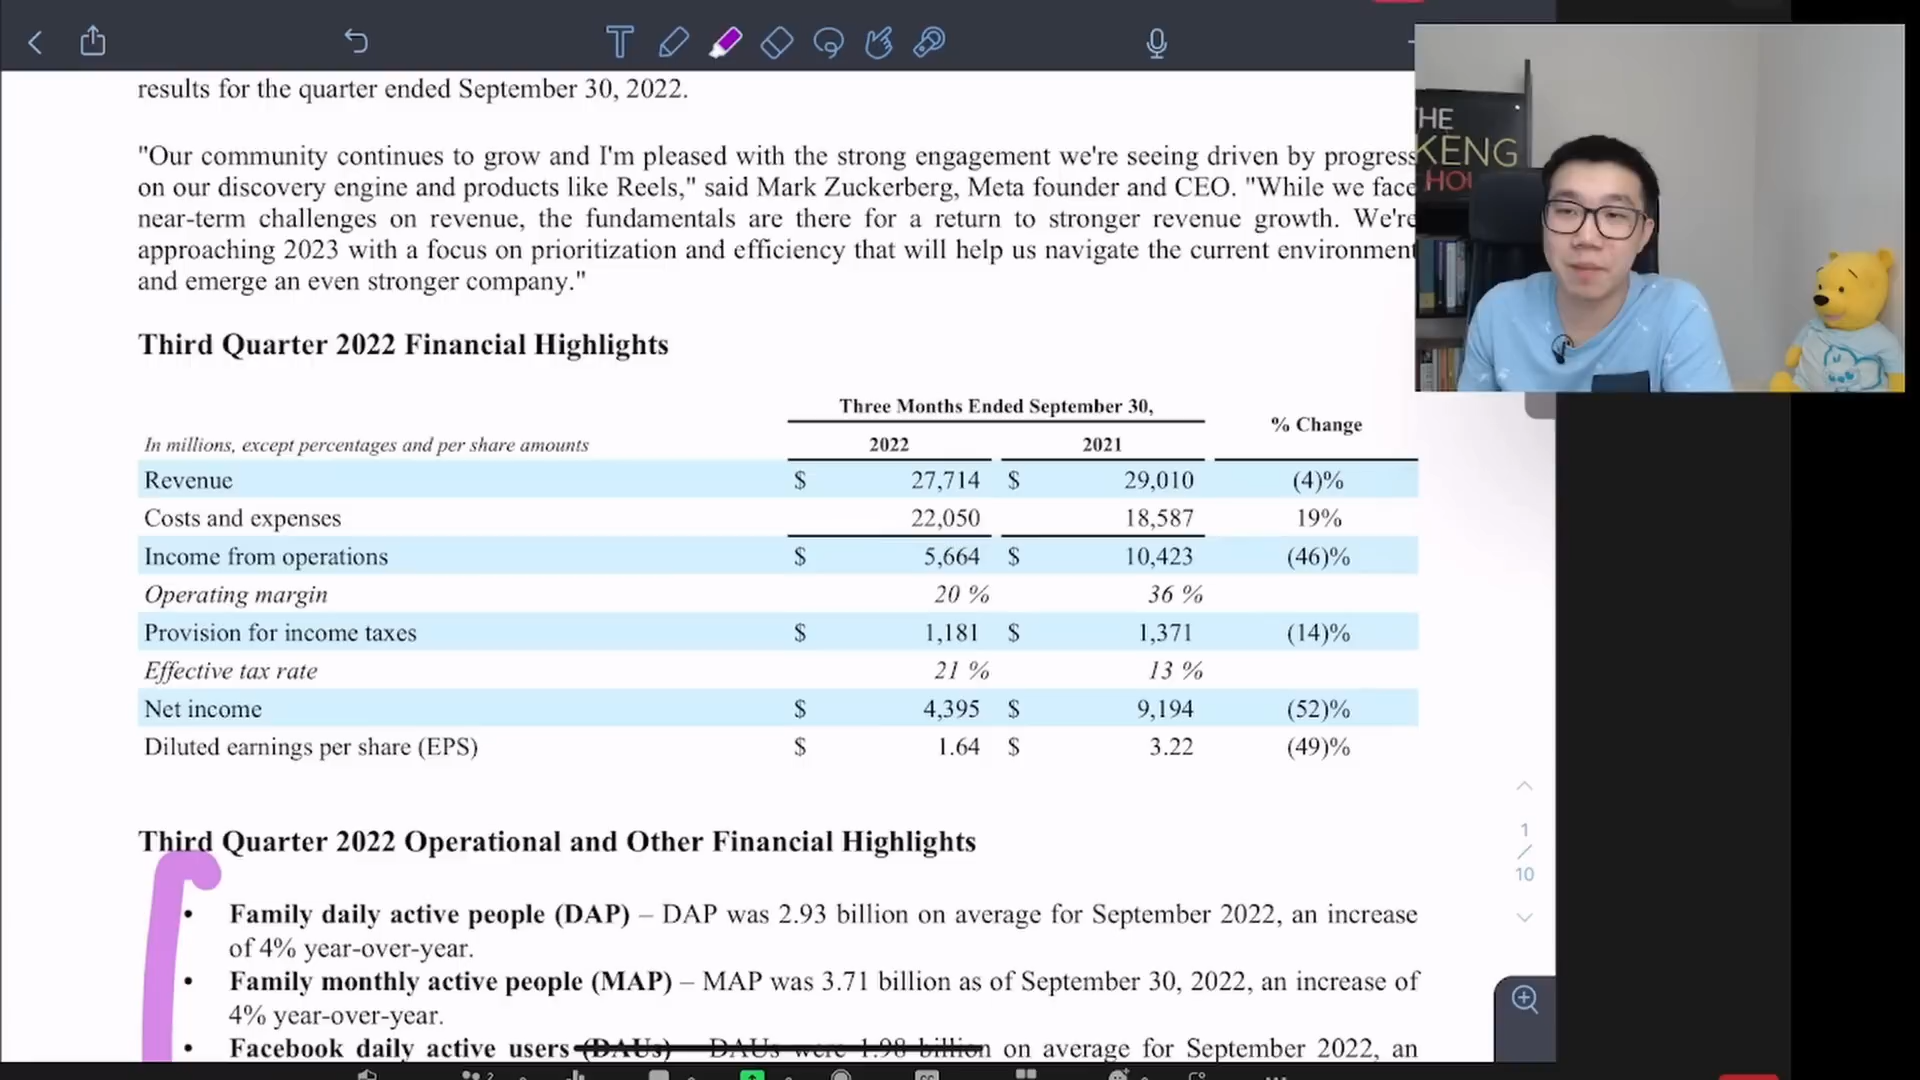 results for the quarter ended September 30, 2022.
"Our community continues to grow and I'm pleased with the strong engagement we're seeing driven by progress
on our discovery engine and products like Reels," said Mark Zuckerberg, Meta founder and CEO. "While we face
near-term challenges on revenue, the fundamentals are there for a return to stronger revenue growth. We're
approaching 2023 with a focus on prioritization and efficiency that will help us navigate the current environment
and emerge an even stronger company."
THE
KENG
HOU
Third Quarter 2022 Financial Highlights
Three Months Ended September 30,
% Change
In millions, except percentages and per share amounts 2022 2021
Revenue $ 27,714 $ 29,010 (4)%
Costs and expenses 22,050 18,587 19%
Income from operations $ 5,664 $ 10,423 (46)%
Operating margin 20 % 36 %
Provision for income taxes $ 1,181 $ 1,371 (14)%
Effective tax rate 21 % 13 %
Net income $ 4,395 $ 9,194 (52)%
Diluted earnings per share (EPS) $ 1.64 $ 3.22 (49)%
1
/
10
Third Quarter 2022 Operational and Other Financial Highlights
• Family daily active people (DAP) – DAP was 2.93 billion on average for September 2022, an increase
of 4% year-over-year.
• Family monthly active people (MAP) – MAP was 3.71 billion as of September 30, 2022, an increase of
4% year-over-year.
• Facebook daily active users (DAUs) – DAUs were 1.98 billion on average for September 2022, an